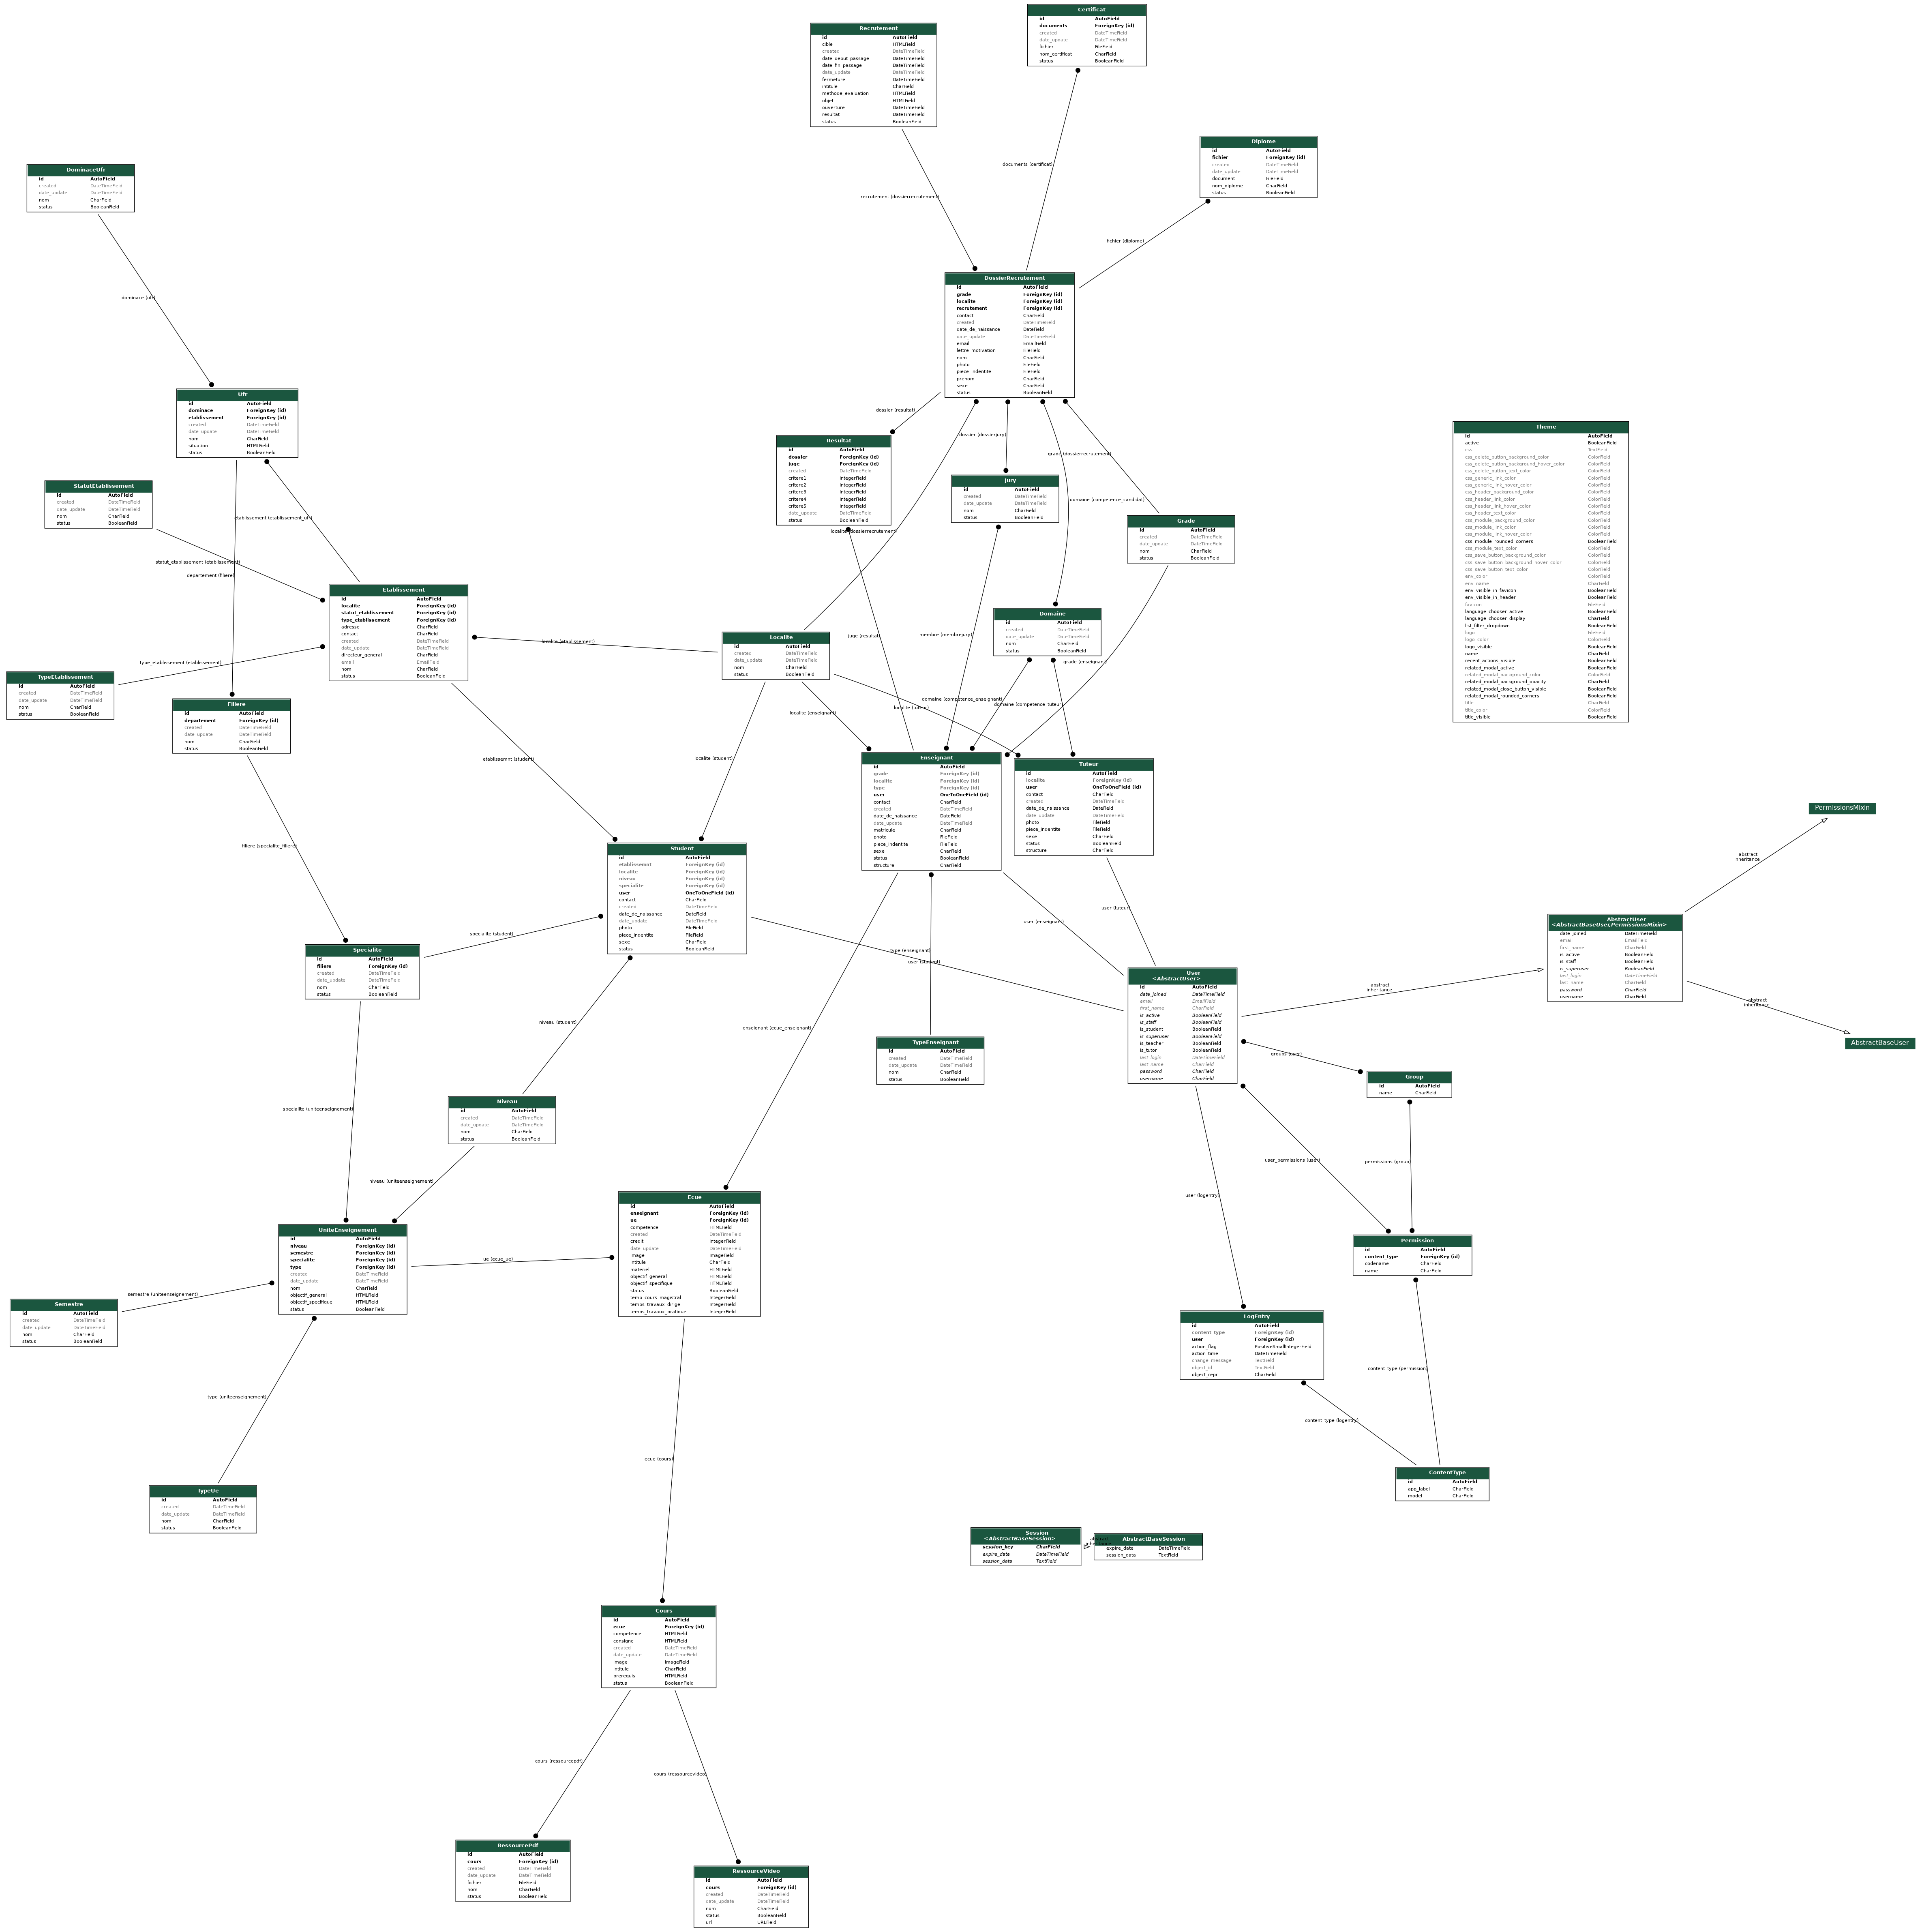 Certificat
id AutoField
documents ForeignKey (id)
created DateTimeField
date_update DateTimeField
fichier FileField
nom_certificat CharField
status BooleanField
Recrutement
id AutoField
cible HTMLField
created DateTimeField
date_debut_passage DateTimeField
date_fin_passage DateTimeField
date_update DateTimeField
fermeture DateTimeField
intitule CharField
methode_evaluation HTMLField
objet HTMLField
ouverture DateTimeField
resultat DateTimeField
status BooleanField
Diplome
id AutoField
fichier ForeignKey (id)
created DateTimeField
date_update DateTimeField
document FileField
nom_diplome CharField
status BooleanField
documents (certificat)
recrutement (dossierrecrutement)
fichier (diplome)
DominaceUfr
id AutoField
created DateTimeField
date_update DateTimeField
nom CharField
status BooleanField
dominace (ufr)
DossierRecrutement
id AutoField
grade ForeignKey (id)
localite ForeignKey (id)
recrutement ForeignKey (id)
contact CharField
created DateTimeField
date_de_naissance DateField
date_update DateTimeField
email EmailField
lettre_motivation FileField
nom CharField
photo FileField
piece_indentite FileField
prenom CharField
sexe CharField
status BooleanField
Ufr
id AutoField
dominace ForeignKey (id)
etablissement ForeignKey (id)
created DateTimeField
date_update DateTimeField
nom CharField
situation HTMLField
status BooleanField
dossier (resultat)
dossier (dossierjury)
grade (dossierrecrutement)
domaine (competence_candidat)
localite (dossierrecrutement)
Resultat
id AutoField
dossier ForeignKey (id)
juge ForeignKey (id)
created DateTimeField
critere1 IntegerField
critere2 IntegerField
critere3 IntegerField
critere4 IntegerField
critere5 IntegerField
date_update DateTimeField
status BooleanField
Jury
id AutoField
created DateTimeField
date_update DateTimeField
nom CharField
status BooleanField
Grade
id AutoField
created DateTimeField
date_update DateTimeField
nom CharField
status BooleanField
Theme
id AutoField
active BooleanField
css TextField
css_delete_button_background_color ColorField
css_delete_button_background_hover_color ColorField
css_delete_button_text_color ColorField
css_generic_link_color ColorField
css_generic_link_hover_color ColorField
css_header_background_color ColorField
css_header_link_color ColorField
css_header_link_hover_color ColorField
css_header_text_color ColorField
css_module_background_color ColorField
css_module_link_color ColorField
css_module_link_hover_color ColorField
css_module_rounded_corners BooleanField
css_module_text_color ColorField
css_save_button_background_color ColorField
css_save_button_background_hover_color ColorField
css_save_button_text_color ColorField
env_color ColorField
env_name CharField
env_visible_in_favicon BooleanField
env_visible_in_header BooleanField
favicon FileField
language_chooser_active BooleanField
language_chooser_display CharField
list_filter_dropdown BooleanField
logo FileField
logo_color ColorField
logo_visible BooleanField
name CharField
recent_actions_visible BooleanField
related_modal_active BooleanField
related_modal_background_color ColorField
related_modal_background_opacity CharField
related_modal_close_button_visible BooleanField
related_modal_rounded_corners BooleanField
title CharField
title_color ColorField
title_visible BooleanField
StatutEtablissement
id AutoField
created DateTimeField
date_update DateTimeField
nom CharField
status BooleanField
etablissement (etablissement_ufr)
statut_etablissement (etablissement)
departement (filiere)
Etablissement
id AutoField
localite ForeignKey (id)
statut_etablissement ForeignKey (id)
type_etablissement ForeignKey (id)
adresse CharField
contact CharField
created DateTimeField
date_update DateTimeField
directeur_general CharField
email EmailField
nom CharField
status BooleanField
localite (etablissement)
Localite
id AutoField
created DateTimeField
date_update DateTimeField
nom CharField
status BooleanField
juge (resultat)
membre (membrejury)
Domaine
id AutoField
created DateTimeField
date_update DateTimeField
nom CharField
status BooleanField
grade (enseignant)
type_etablissement (etablissement)
TypeEtablissement
id AutoField
created DateTimeField
date_update DateTimeField
nom CharField
status BooleanField
Filiere
id AutoField
departement ForeignKey (id)
created DateTimeField
date_update DateTimeField
nom CharField
status BooleanField
domaine (competence_enseignant)
domaine (competence_tuteur)
localite (tuteur)
localite (enseignant)
etablissemnt (student)
localite (student)
Enseignant
id AutoField
grade ForeignKey (id)
localite ForeignKey (id)
type ForeignKey (id)
user OneToOneField (id)
contact CharField
created DateTimeField
date_de_naissance DateField
date_update DateTimeField
matricule CharField
photo FileField
piece_indentite FileField
sexe CharField
status BooleanField
structure CharField
Tuteur
id AutoField
localite ForeignKey (id)
user OneToOneField (id)
contact CharField
created DateTimeField
date_de_naissance DateField
date_update DateTimeField
photo FileField
piece_indentite FileField
sexe CharField
status BooleanField
structure CharField
PermissionsMixin
abstract
inheritance
filiere (specialite_filiere)
Student
id AutoField
etablissemnt ForeignKey (id)
localite ForeignKey (id)
niveau ForeignKey (id)
specialite ForeignKey (id)
user OneToOneField (id)
contact CharField
created DateTimeField
date_de_naissance DateField
date_update DateTimeField
photo FileField
piece_indentite FileField
sexe CharField
status BooleanField
user (tuteur)
user (enseignant)
specialite (student)
type (enseignant)
user (student)
AbstractUser
<AbstractBaseUser,PermissionsMixin>
date_joined DateTimeField
email EmailField
first_name CharField
is_active BooleanField
is_staff BooleanField
is_superuser BooleanField
last_login DateTimeField
last_name CharField
password CharField
username CharField
Specialite
id AutoField
filiere ForeignKey (id)
created DateTimeField
date_update DateTimeField
nom CharField
status BooleanField
User
<AbstractUser>
id AutoField
date_joined DateTimeField
email EmailField
first_name CharField
is_active BooleanField
is_staff BooleanField
is_student BooleanField
is_superuser BooleanField
is_teacher BooleanField
is_tutor BooleanField
last_login DateTimeField
last_name CharField
password CharField
username CharField
abstract
inheritance
abstract
inheritance
AbstractBaseUser
niveau (student)
enseignant (ecue_enseignant)
TypeEnseignant
id AutoField
created DateTimeField
date_update DateTimeField
nom CharField
status BooleanField
groups (user)
Group
id AutoField
name CharField
specialite (uniteenseignement)
Niveau
id AutoField
created DateTimeField
date_update DateTimeField
nom CharField
status BooleanField
user_permissions (user)
permissions (group)
niveau (uniteenseignement)
user (logentry)
Ecue
id AutoField
enseignant ForeignKey (id)
ue ForeignKey (id)
competence HTMLField
created DateTimeField
credit IntegerField
date_update DateTimeField
image ImageField
intitule CharField
materiel HTMLField
objectif_general HTMLField
objectif_specifique HTMLField
status BooleanField
temp_cours_magistral IntegerField
temps_travaux_dirige IntegerField
temps_travaux_pratique IntegerField
UniteEnseignement
id AutoField
niveau ForeignKey (id)
semestre ForeignKey (id)
specialite ForeignKey (id)
type ForeignKey (id)
created DateTimeField
date_update DateTimeField
nom CharField
objectif_general HTMLField
objectif_specifique HTMLField
status BooleanField
ue (ecue_ue)
Permission
id AutoField
content_type ForeignKey (id)
codename CharField
name CharField
semestre (uniteenseignement)
Semestre
id AutoField
created DateTimeField
date_update DateTimeField
nom CharField
status BooleanField
LogEntry
id AutoField
content_type ForeignKey (id)
user ForeignKey (id)
action_flag PositiveSmallIntegerField
action_time DateTimeField
change_message TextField
object_id TextField
object_repr CharField
content_type (permission)
type (uniteenseignement)
content_type (logentry)
ecue (cours)
ContentType
id AutoField
app_label CharField
model CharField
TypeUe
id AutoField
created DateTimeField
date_update DateTimeField
nom CharField
status BooleanField
Session
<AbstractBaseSession>
session_key CharField
expire_date DateTimeField
session_data TextField
abstract
inheritance
AbstractBaseSession
expire_date DateTimeField
session_data TextField
Cours
id AutoField
ecue ForeignKey (id)
competence HTMLField
consigne HTMLField
created DateTimeField
date_update DateTimeField
image ImageField
intitule CharField
prerequis HTMLField
status BooleanField
cours (ressourcepdf)
cours (ressourcevideo)
RessourcePdf
id AutoField
cours ForeignKey (id)
created DateTimeField
date_update DateTimeField
fichier FileField
nom CharField
status BooleanField
RessourceVideo
id AutoField
cours ForeignKey (id)
created DateTimeField
date_update DateTimeField
nom CharField
status BooleanField
url URLField